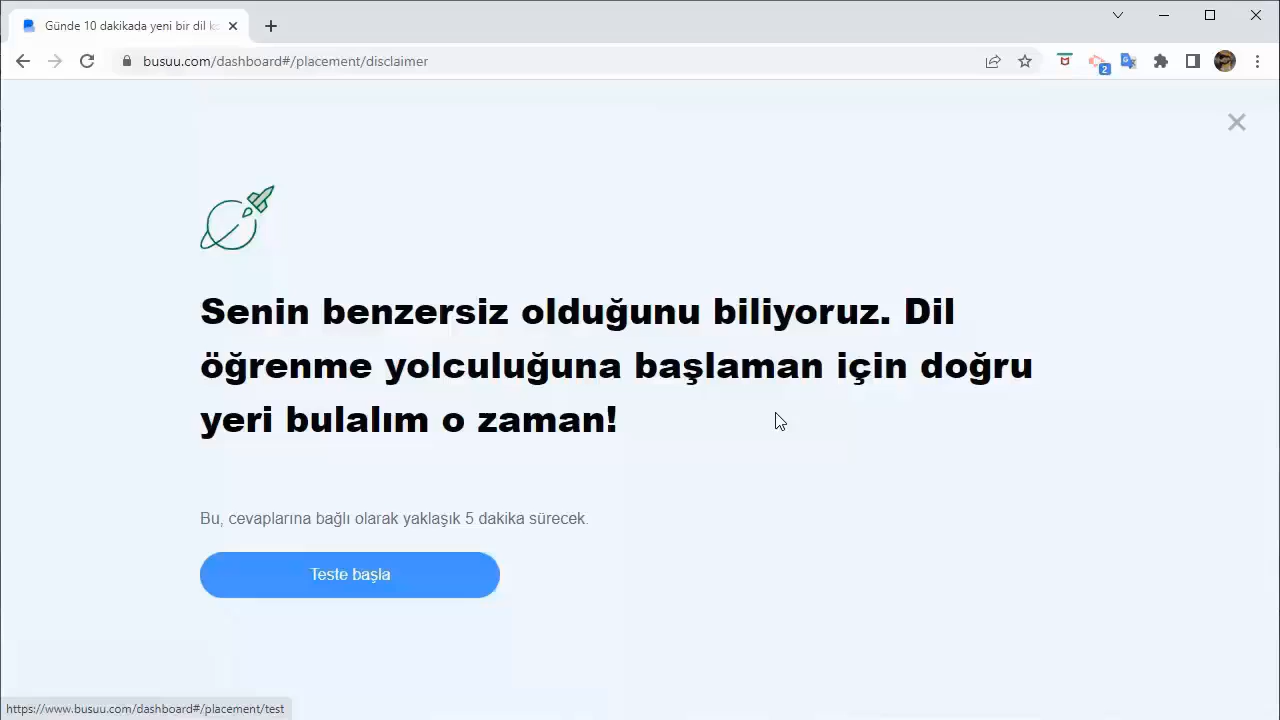 Günde 10 dakikada yeni bir dil
busuu.com/dashboard#/placement/disclaimer
2
Senin benzersiz olduğunu biliyoruz. Dil
öğrenme yolculuğuna başlaman için doğru
yeri bulalım o zaman!
Bu, cevaplarına bağlı olarak yaklaşık 5 dakika sürecek.
Teste başla
https://www.busuu.com/dashboard#/placement/test